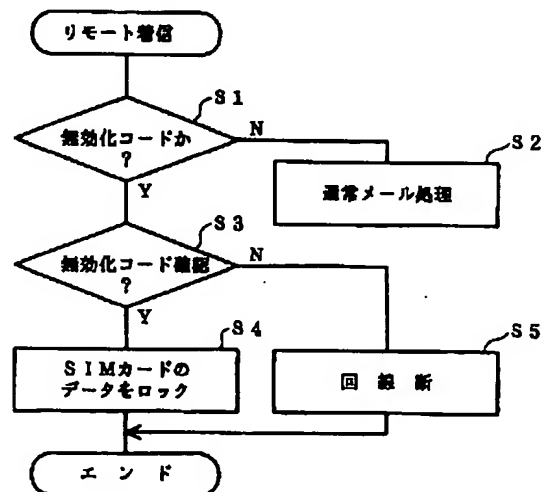 リモート着信
S1
無効化コードか
?
N
Y
S2
通常メール処理
S3
無効化コード確認
?
N
Y
S4
SIMカードの
データをロック
S5
回線断
エンド